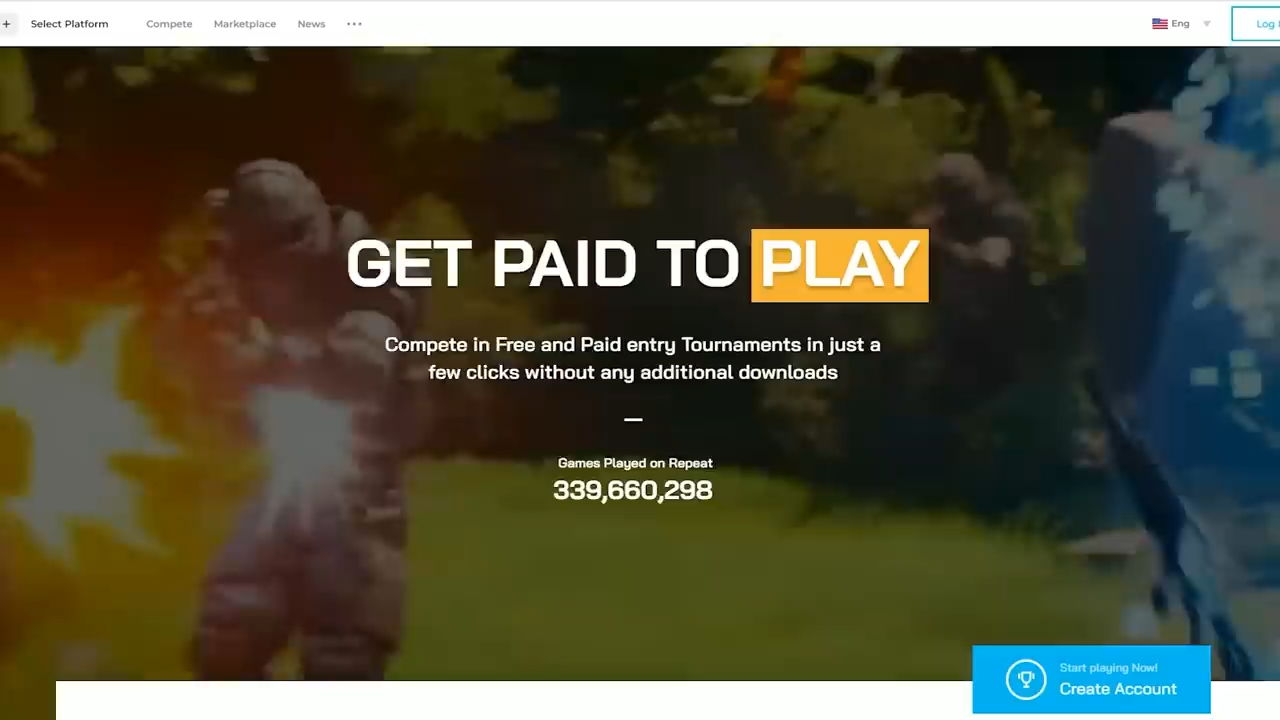 + Select Platform Compete Marketplace News ••• Eng Log
GET PAID TO PLAY
Compete in Free and Paid entry Tournaments in just a
few clicks without any additional downloads
Games Played on Repeat
339,660,298
Start playing Now!
Create Account